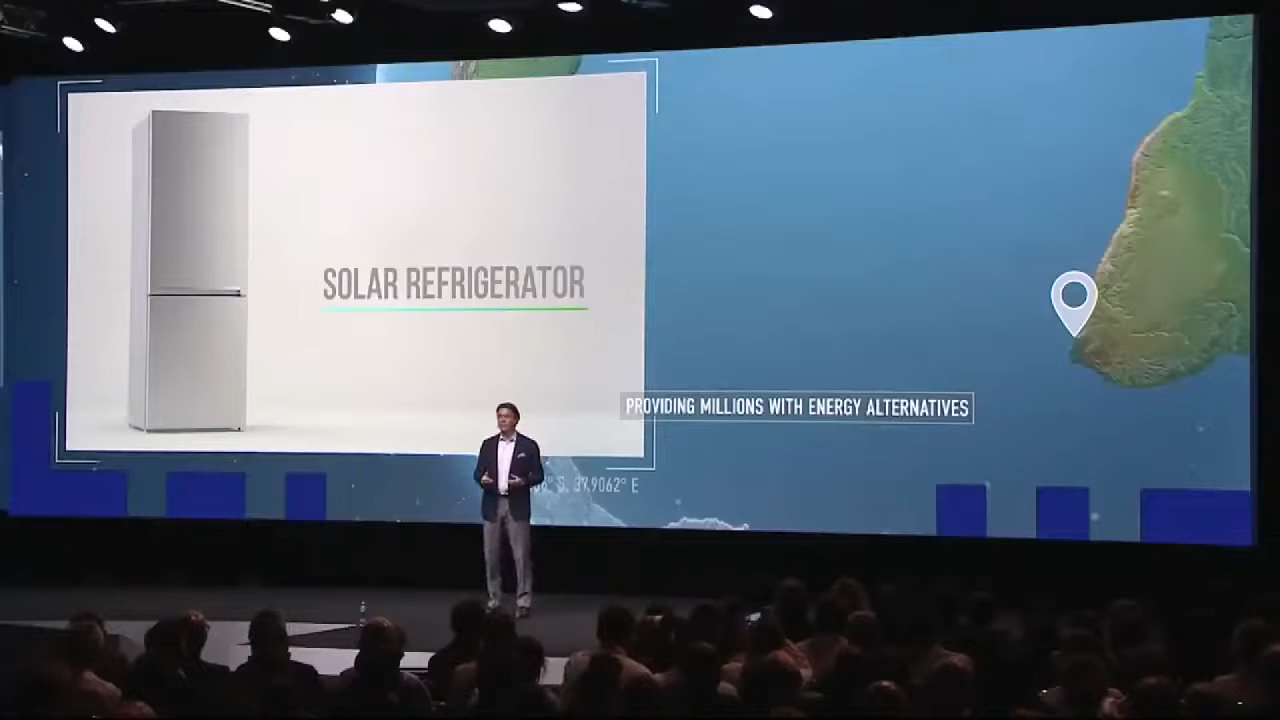 SOLAR REFRIGERATOR
PROVIDING MILLIONS WITH ENERGY ALTERNATIVES
S, 37.9062° E